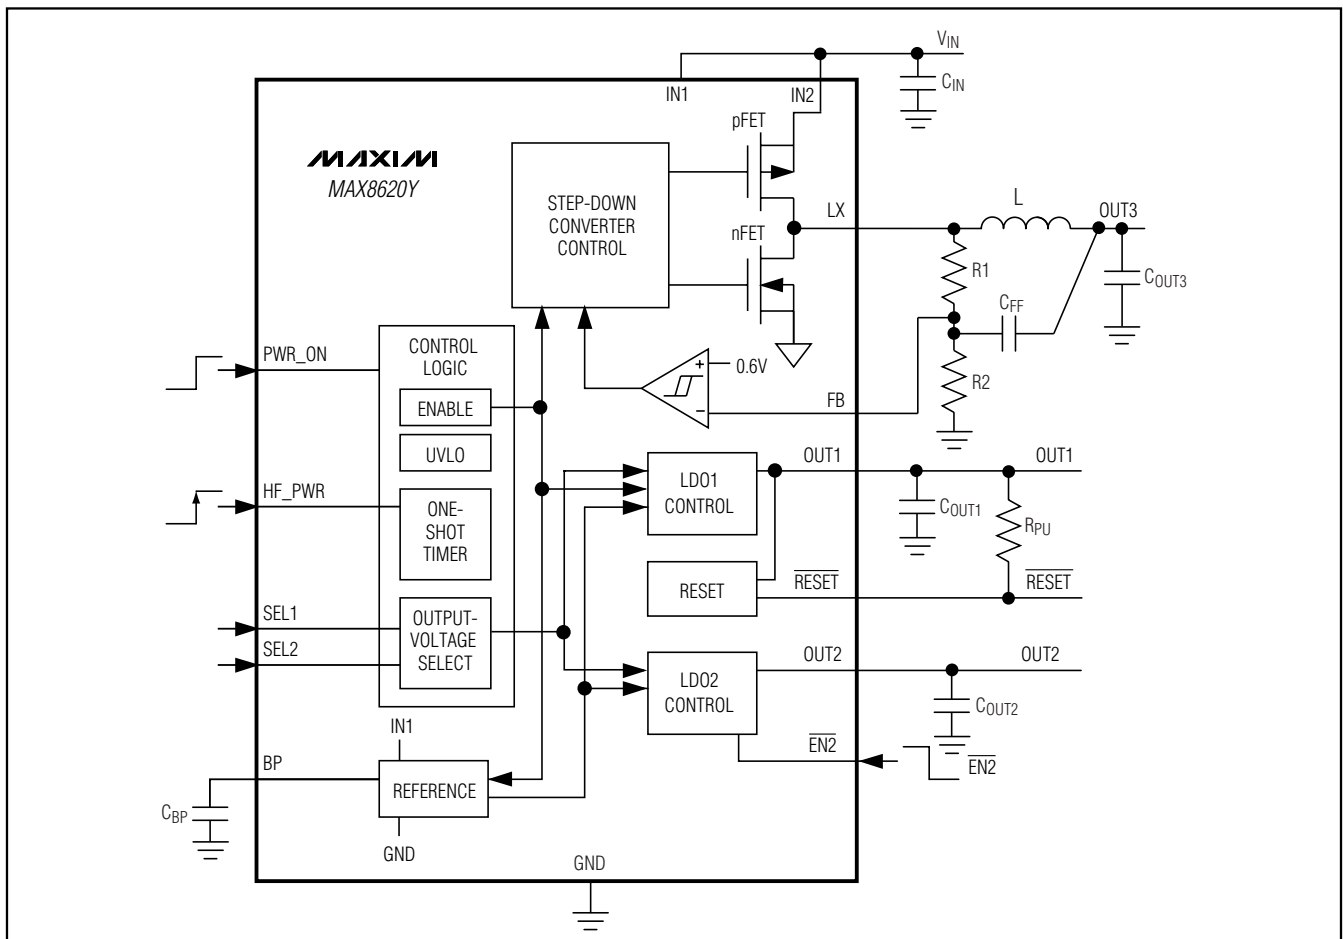 VIN
CIN
IN1
IN2
pFET
MAXIM
MAX8620Y
STEP-DOWN
CONVERTER
CONTROL
LX
L
OUT3
nFET
R1
COUT3
CFF
PWR_ON
CONTROL
LOGIC
0.6V
+
R2
ENABLE
FB
−
UVLO
OUT1
OUT1
HF_PWR
ONE-
SHOT
TIMER
LDO1
CONTROL
COUT1
RPU
RESET
RESET
RESET
SEL1
SEL2
OUTPUT-
VOLTAGE
SELECT
OUT2
OUT2
LDO2
CONTROL
COUT2
IN1
EN2
EN2
BP
REFERENCE
CBP
GND
GND